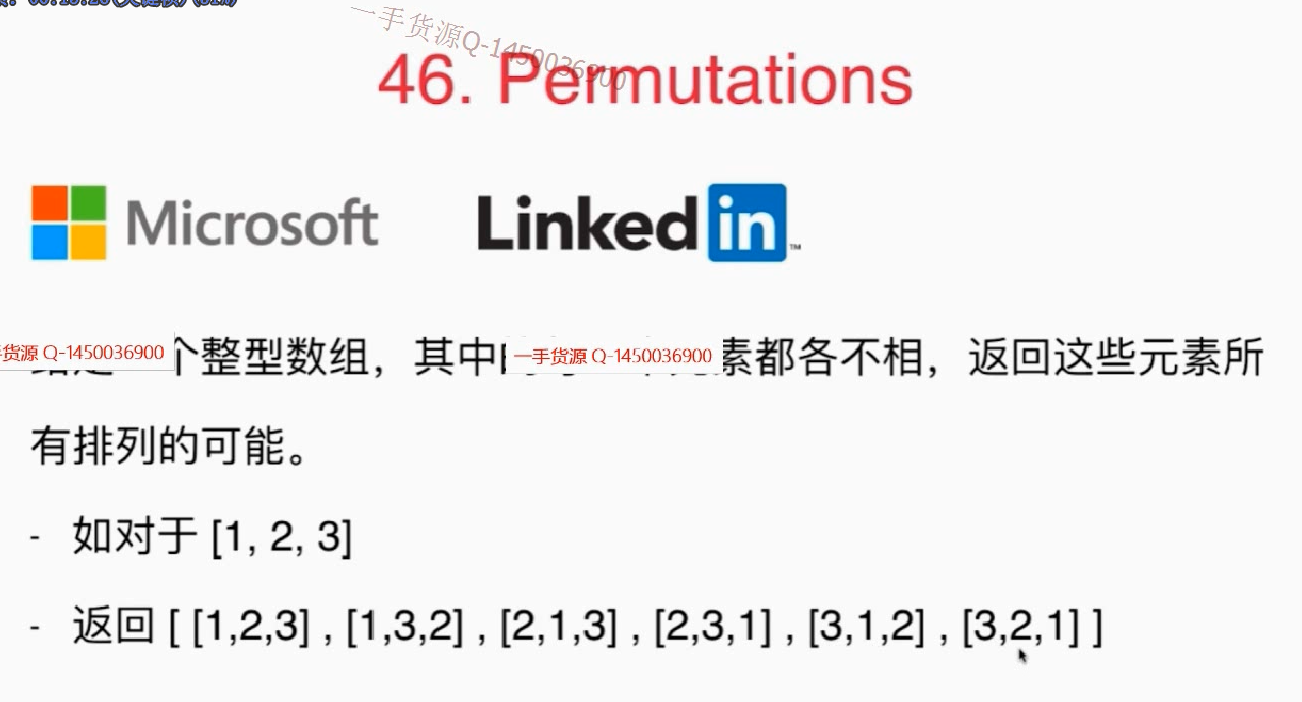 一手货源Q-1450036900
46. Permutations
Microsoft
Linked in ™
手货源 Q-1450036900
一手货源 Q-1450036900
个整型数组，其中 素都各不相，返回这些元素所
有排列的可能。
- 如对于 [1, 2, 3]
- 返回 [ [1,2,3] , [1,3,2] , [2,1,3] , [2,3,1] , [3,1,2] , [3,2,1] ]